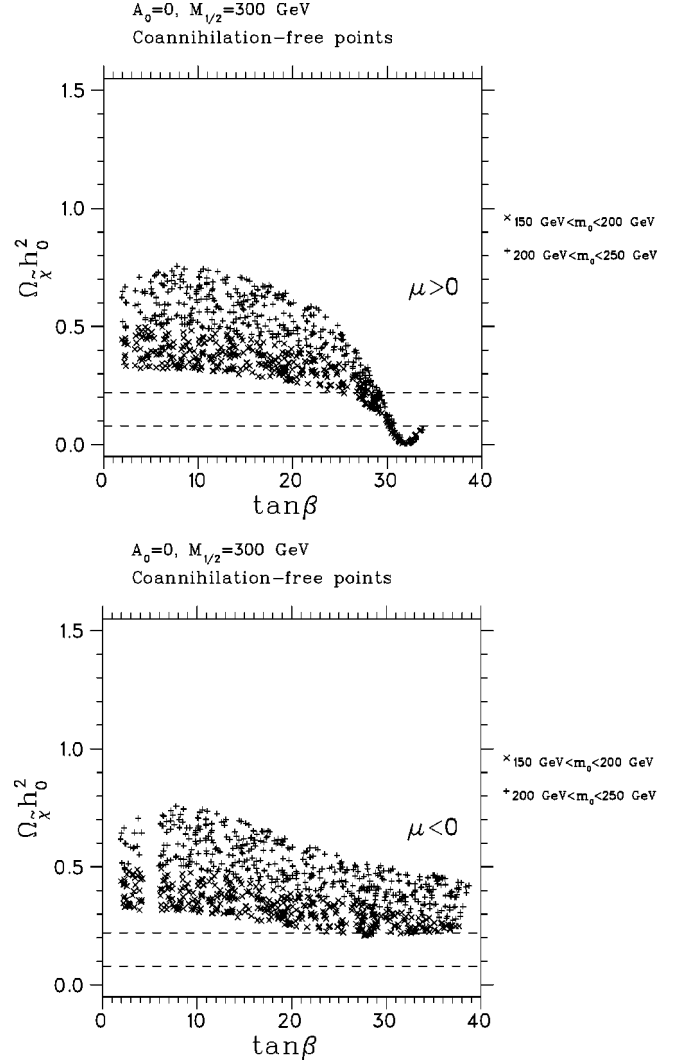 A₀=0, M₁/₂=300 GeV
Coannihilation-free points
1.5
1.0
0.5
0.0
Ω_χ̃ h₀²
μ>0
× 150 GeV<m₀<200 GeV
+ 200 GeV<m₀<250 GeV
0 10 20 30 40
tanβ
A₀=0, M₁/₂=300 GeV
Coannihilation-free points
1.5
1.0
0.5
0.0
Ω_χ̃ h₀²
μ<0
× 150 GeV<m₀<200 GeV
+ 200 GeV<m₀<250 GeV
0 10 20 30 40
tanβ